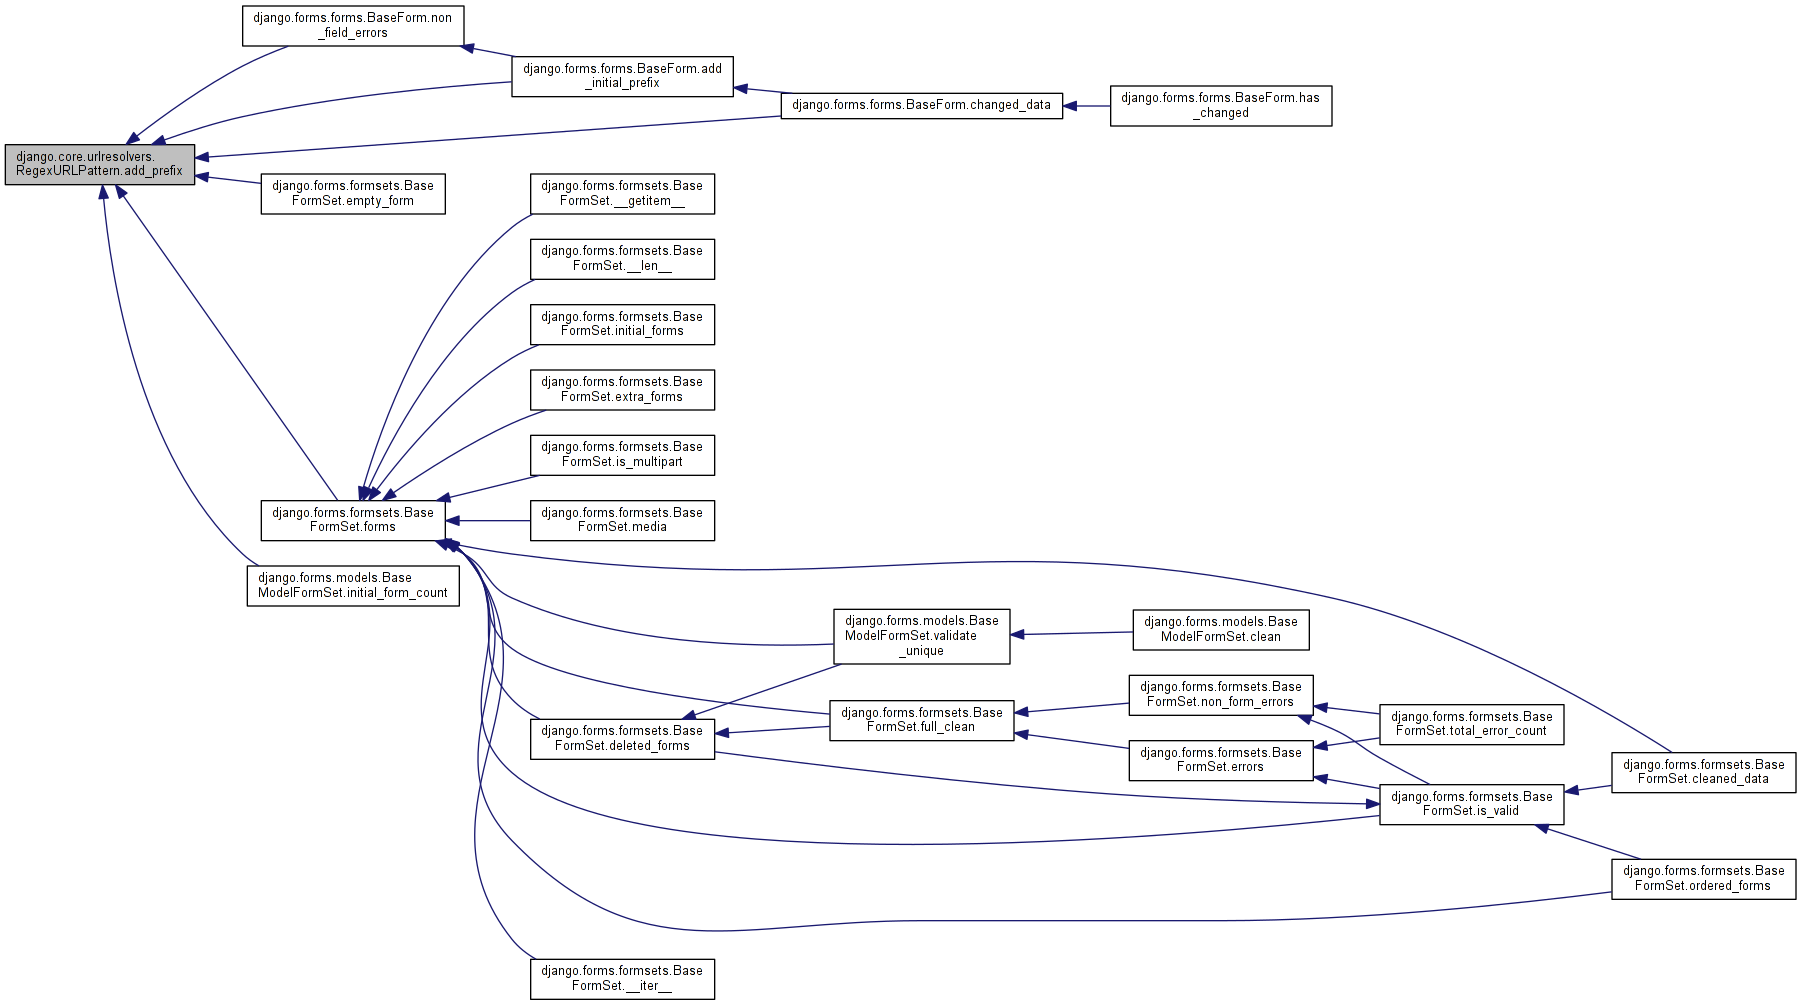 django.forms.forms.BaseForm.non
_field_errors
django.forms.forms.BaseForm.add
_initial_prefix
django.forms.forms.BaseForm.changed_data
django.forms.forms.BaseForm.has
_changed
django.core.urlresolvers.
RegexURLPattern.add_prefix
django.forms.formsets.Base
FormSet.empty_form
django.forms.formsets.Base
FormSet.__getitem__
django.forms.formsets.Base
FormSet.__len__
django.forms.formsets.Base
FormSet.initial_forms
django.forms.formsets.Base
FormSet.extra_forms
django.forms.formsets.Base
FormSet.is_multipart
django.forms.formsets.Base
FormSet.forms
django.forms.formsets.Base
FormSet.media
django.forms.models.Base
ModelFormSet.initial_form_count
django.forms.models.Base
ModelFormSet.validate
_unique
django.forms.models.Base
ModelFormSet.clean
django.forms.formsets.Base
FormSet.deleted_forms
django.forms.formsets.Base
FormSet.full_clean
django.forms.formsets.Base
FormSet.non_form_errors
django.forms.formsets.Base
FormSet.total_error_count
django.forms.formsets.Base
FormSet.errors
django.forms.formsets.Base
FormSet.cleaned_data
django.forms.formsets.Base
FormSet.is_valid
django.forms.formsets.Base
FormSet.ordered_forms
django.forms.formsets.Base
FormSet.__iter__